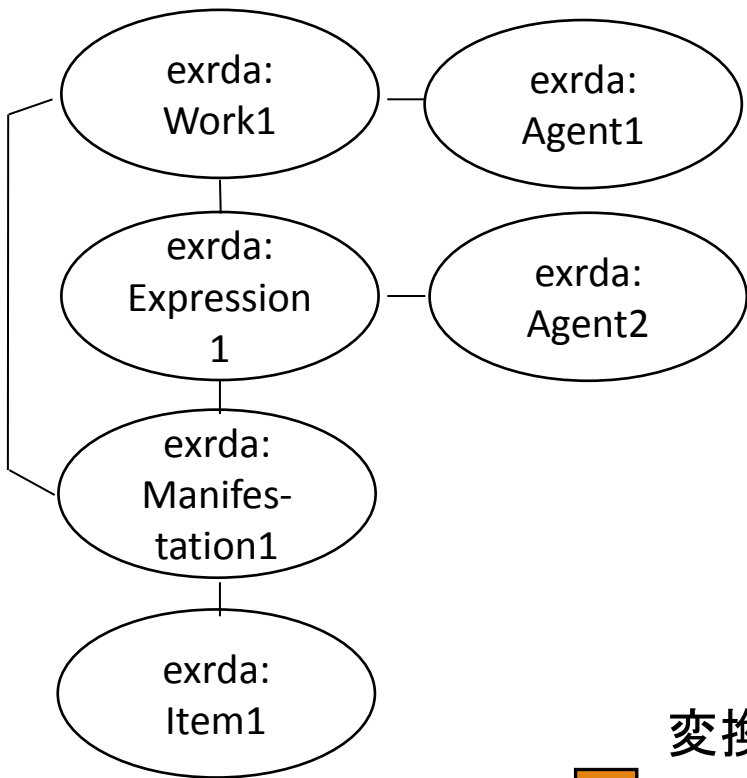 exrda:
Work1
exrda:
Agent1
exrda:
Expression
1
exrda:
Agent2
exrda:
Manifes-
tation1
exrda:
Item1
変